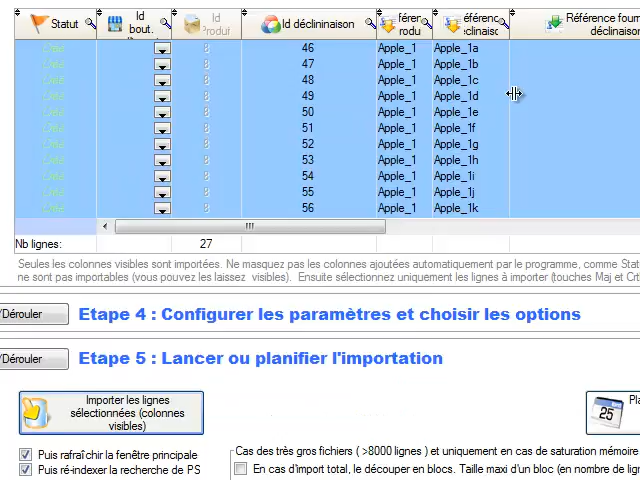 Statut Id bout. Id Produit Id déclininaison Référence fourn déclinaison
46 Apple_1 Apple_1a
47 Apple_1 Apple_1b
48 Apple_1 Apple_1c
49 Apple_1 Apple_1d
50 Apple_1 Apple_1e
51 Apple_1 Apple_1f
52 Apple_1 Apple_1g
53 Apple_1 Apple_1h
54 Apple_1 Apple_1i
55 Apple_1 Apple_1j
56 Apple_1 Apple_1k
Nb lignes: 27
Seules les colonnes visibles sont importées. Ne masquez pas les colonnes ajoutées automatiquement par le programme, comme Stat
ne sont pas importables (vous pouvez les laissez visibles). Ensuite sélectionnez uniquement les lignes à importer (touches Maj et Crtl
/Dérouler Etape 4 : Configurer les paramètres et choisir les options
/Dérouler Etape 5 : Lancer ou planifier l'importation
Importer les lignes
sélectionnées (colonnes
visibles)
25 Pla
Puis rafraîchir la fenêtre principale
Puis ré-indexer la recherche de PS
Cas des très gros fichiers ( >8000 lignes ) et uniquement en cas de saturation mémoire
En cas d'import total, le découper en blocs. Taille maxi d'un bloc (en nombre de lign